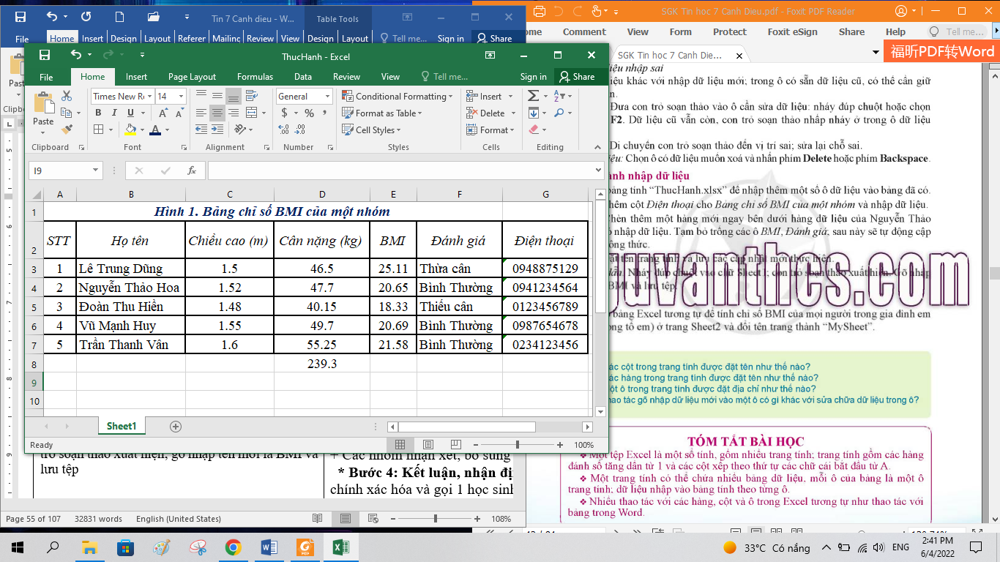 Tin 7 Canh dieu - W...
Table Tools
SGK Tin hoc 7 Canh Dieu.pdf - Foxit PDF Reader
File Home Insert Design Layout Referer Mailinc Review View Design Layout Tell me... Sign in Share
ome Comment View Form Protect Foxit eSign Share Help Tell me...
SGK Tin hoc 7 Canh Die...
福昕PDF转Word
ThucHanh - Excel
File Home Insert Page Layout Formulas Data Review View Tell me... Sign in Share
Paste
Clipboard
Times New Ro 14
B I U
Font
Alignment
General
Number
Conditional Formatting
Format as Table
Cell Styles
Styles
Insert
Delete
Format
Cells
Editing
I9
fx
A B C D E F G
1 Hình 1. Bảng chỉ số BMI của một nhóm
2 STT Họ tên Chiều cao (m) Cân nặng (kg) BMI Đánh giá Điện thoại
3 1 Lê Trung Dũng 1.5 46.5 25.11 Thừa cân 0948875129
4 2 Nguyễn Thảo Hoa 1.52 47.7 20.65 Bình Thường 0941234564
5 3 Đoàn Thu Hiền 1.48 40.15 18.33 Thiếu cân 0123456789
6 4 Vũ Mạnh Huy 1.55 49.7 20.69 Bình Thường 0987654678
7 5 Trần Thanh Vân 1.6 55.25 21.58 Bình Thường 0234123456
8 239.3
9
10
Sheet1
Ready
100%
iệu nhập sai
iệu khác với nhập dữ liệu mới; trong ô có sẵn dữ liệu cũ, có thể cần giữ
n.
Đưa con trỏ soạn thảo vào ô cần sửa dữ liệu: nháy đúp chuột hoặc chọn
F2. Dữ liệu cũ vẫn còn, con trỏ soạn thảo nhấp nháy ở trong ô dữ liệu
Di chuyển con trỏ soạn thảo đến vị trí sai; sửa lại chỗ sai.
iệu: Chọn ô có dữ liệu muốn xoá và nhấn phím Delete hoặc phím Backspace.
ành nhập dữ liệu
bảng tính “ThucHanh.xlsx” để nhập thêm một số ô dữ liệu vào bảng đã có.
hêm cột Điện thoại cho Bảng chỉ số BMI của một nhóm và nhập dữ liệu.
Chèn thêm một hàng mới ngay bên dưới hàng dữ liệu của Nguyễn Thảo
nhập dữ liệu. Tạm bỏ trống các ô BMI, Đánh giá, sau này sẽ tự động cập
ông thức.
ặt tên trang tính và lưu các cập nhật mới thực hiện.
dẫn: Nháy đúp chuột vào chữ Sheet1; con trỏ soạn thảo xuất hiện. Gõ nhập
BMI và lưu tệp.
guvanthcs.com
bảng Excel tương tự để tính chỉ số BMI của mọi người trong gia đình em
ng tổ em) ở trang Sheet2 và đổi tên trang thành “MySheet”.
ác cột trong trang tính được đặt tên như thế nào?
ác hàng trong trang tính được đặt tên như thế nào?
ột ô trong trang tính được đặt địa chỉ như thế nào?
hao tác gõ nhập dữ liệu mới vào một ô có gì khác với sửa chữa dữ liệu trong ô?
TÓM TẮT BÀI HỌC
❖ Một tệp Excel là một sổ tính, gồm nhiều trang tính; trang tính gồm các hàng
đánh số tăng dần từ 1 và các cột xếp theo thứ tự các chữ cái bắt đầu từ A.
❖ Một trang tính có thể chứa nhiều bảng dữ liệu, mỗi ô của bảng là một ô
trang tính; dữ liệu nhập vào bảng tính theo từng ô.
❖ Nhiều thao tác với các hàng, cột và ô trong Excel tương tự như thao tác với
bảng trong Word.
trỏ soạn thảo xuất hiện, gõ nhập tên mới là BMI và
lưu tệp
+ Các nhóm nhận xét, bổ sung
* Bước 4: Kết luận, nhận đị
chính xác hóa và gọi 1 học sinh
Page 55 of 107 32831 words English (United States) 108%
33°C Có nắng ENG
2:41 PM
6/4/2022